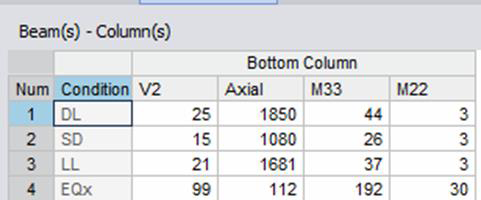 Beam(s) - Column(s)
Bottom Column
Num Condition V2 Axial M33 M22
1 DL 25 1850 44 3
2 SD 15 1080 26 3
3 LL 21 1681 37 3
4 EQx 99 112 192 30